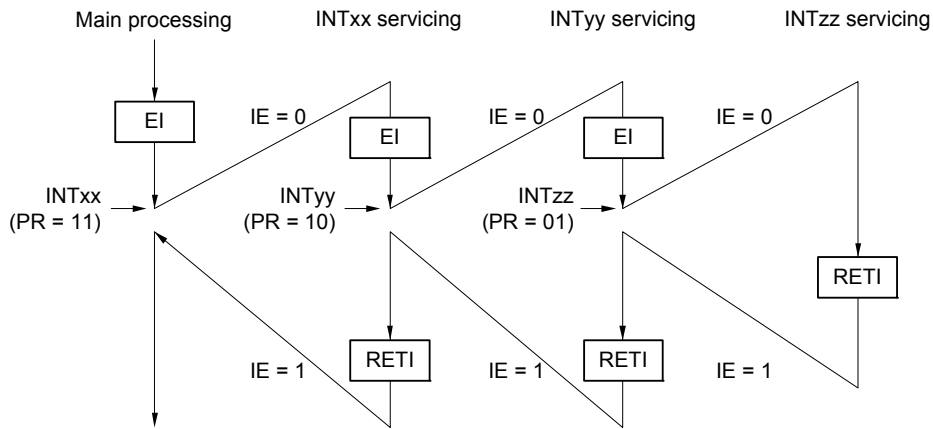 Main processing
INTxx servicing
INTyy servicing
INTzz servicing
EI
IE = 0
EI
IE = 0
EI
IE = 0
INTxx
(PR = 11)
INTyy
(PR = 10)
INTzz
(PR = 01)
RETI
IE = 1
RETI
IE = 1
RETI
IE = 1